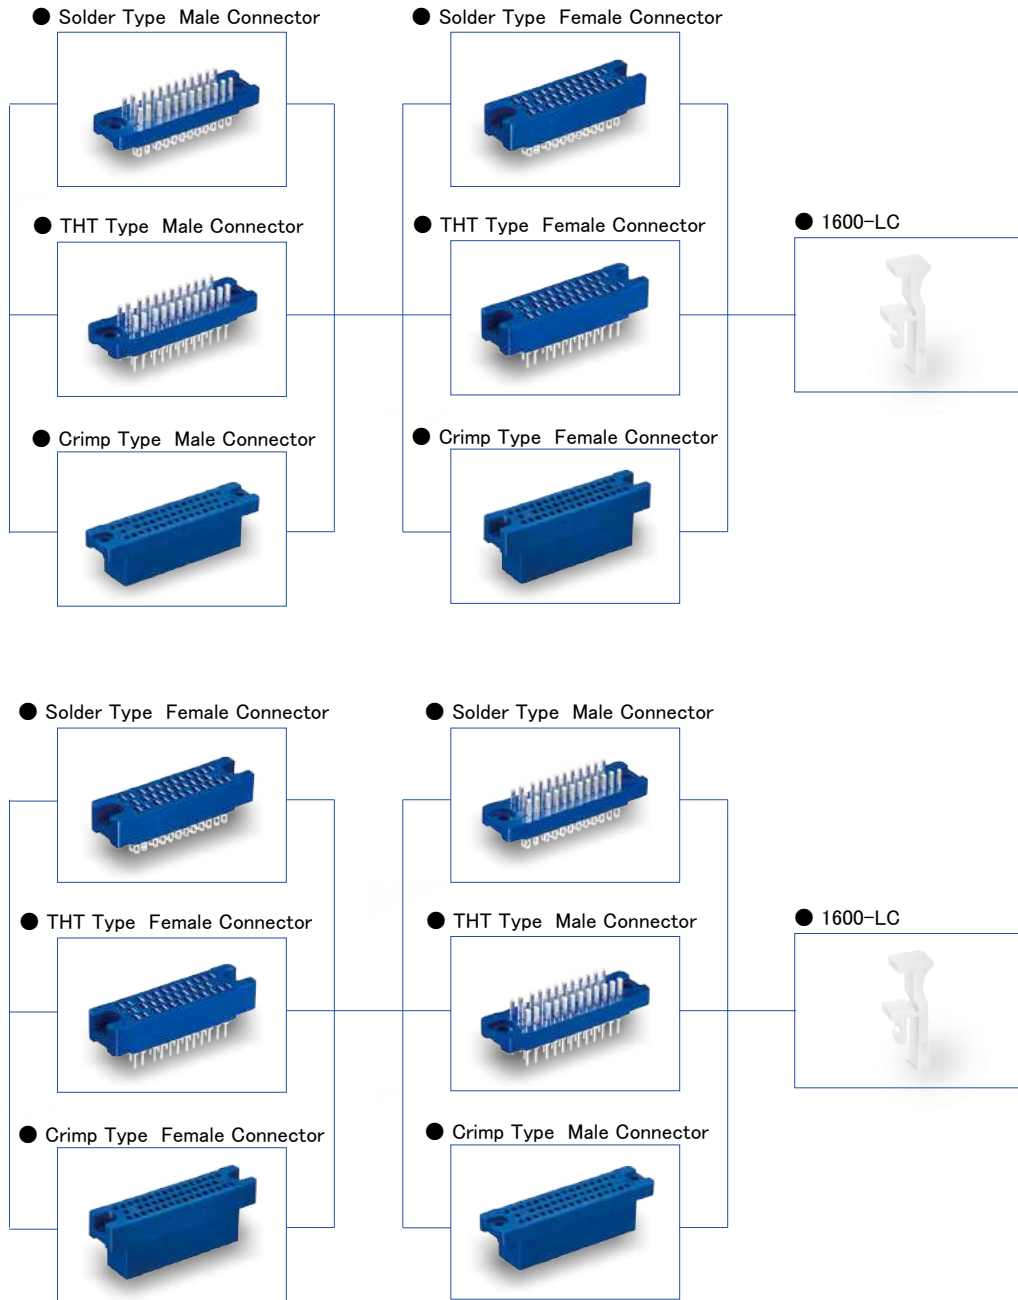 ● Solder Type Male Connector
● Solder Type Female Connector
● THT Type Male Connector
● THT Type Female Connector
● 1600-LC
● Crimp Type Male Connector
● Crimp Type Female Connector
● Solder Type Female Connector
● Solder Type Male Connector
● THT Type Female Connector
● THT Type Male Connector
● 1600-LC
● Crimp Type Female Connector
● Crimp Type Male Connector